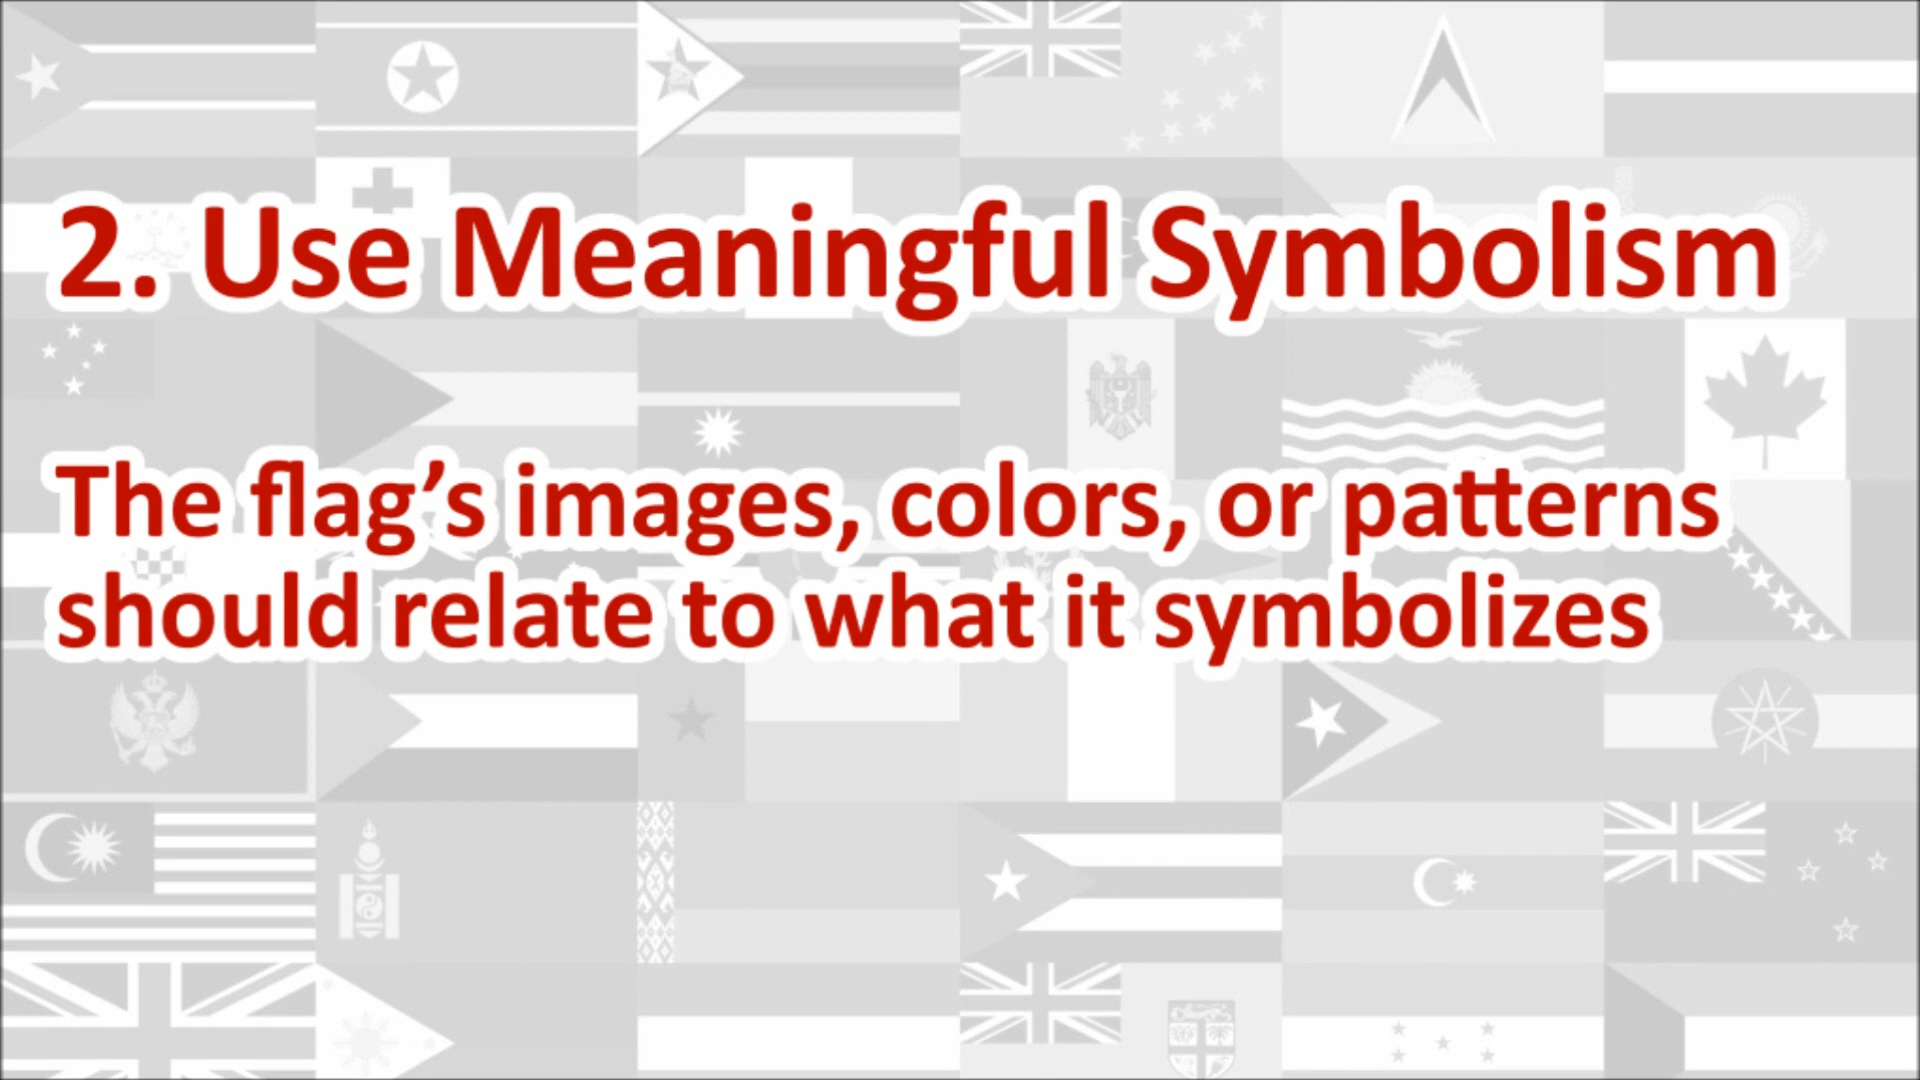 2. Use Meaningful Symbolism
The flag’s images, colors, or patterns
should relate to what it symbolizes